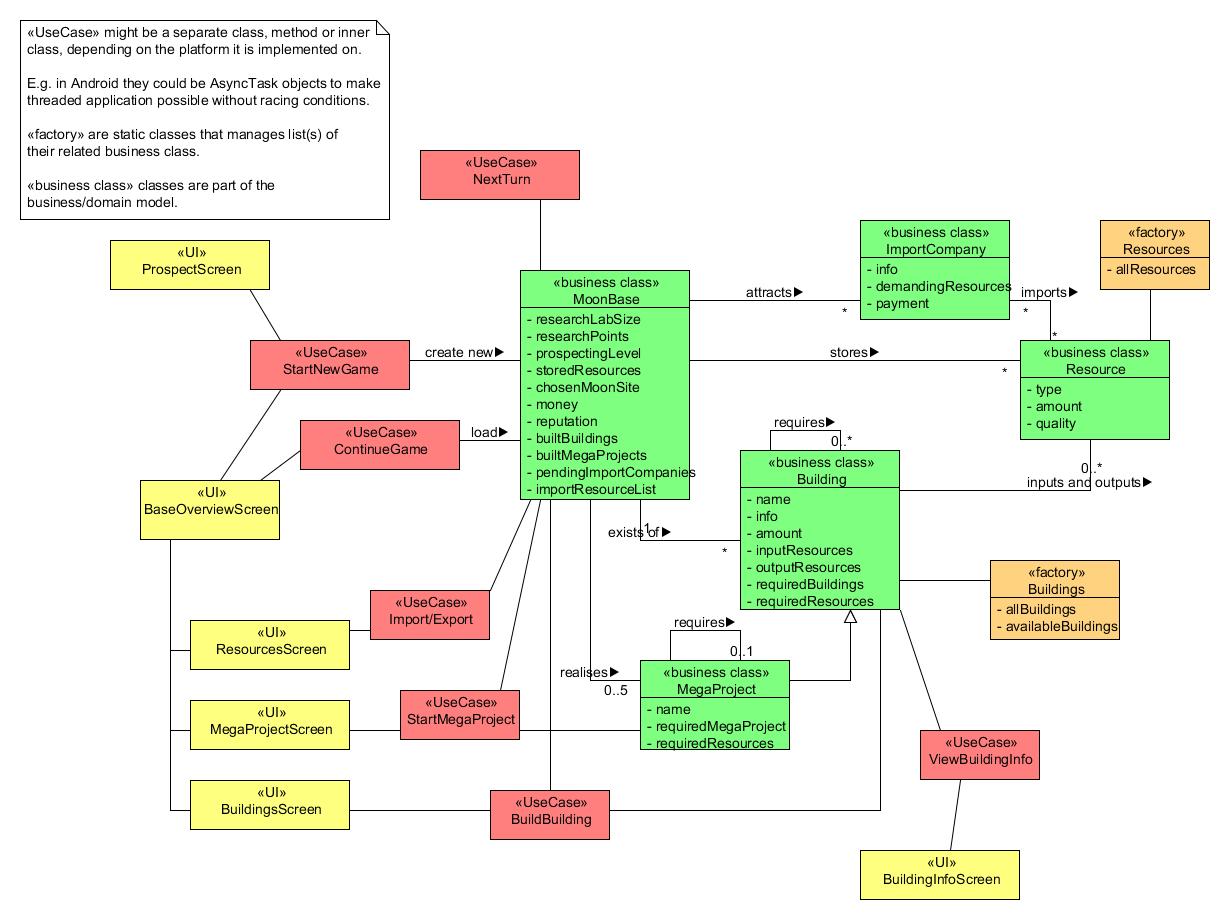 «UseCase» might be a separate class, method or inner
class, depending on the platform it is implemented on.
E.g. in Android they could be AsyncTask objects to make
threaded application possible without racing conditions.
«factory» are static classes that manages list(s) of
their related business class.
«business class» classes are part of the
business/domain model.
«UseCase»
NextTurn
«UI»
ProspectScreen
«business class»
ImportCompany
- info
- demandingResources
- payment
«factory»
Resources
- allResources
«business class»
MoonBase
- researchLabSize
- researchPoints
- prospectingLevel
- storedResources
- chosenMoonSite
- money
- reputation
- builtBuildings
- builtMegaProjects
- pendingImportCompanies
- importResourceList
attracts▶
*
imports▶
*
*
«UseCase»
StartNewGame
create new▶
stores▶
*
«business class»
Resource
- type
- amount
- quality
«UseCase»
ContinueGame
load▶
requires▶
0..*
«business class»
Building
- name
- info
- amount
- inputResources
- outputResources
- requiredBuildings
- requiredResources
0..*
inputs and outputs▶
«UI»
BaseOverviewScreen
exists of▶
1
*
«factory»
Buildings
- allBuildings
- availableBuildings
«UseCase»
Import/Export
«UI»
ResourcesScreen
requires▶
0..1
realises▶
0..5
«business class»
MegaProject
- name
- requiredMegaProject
- requiredResources
«UseCase»
StartMegaProject
«UI»
MegaProjectScreen
«UseCase»
ViewBuildingInfo
«UI»
BuildingsScreen
«UseCase»
BuildBuilding
«UI»
BuildingInfoScreen